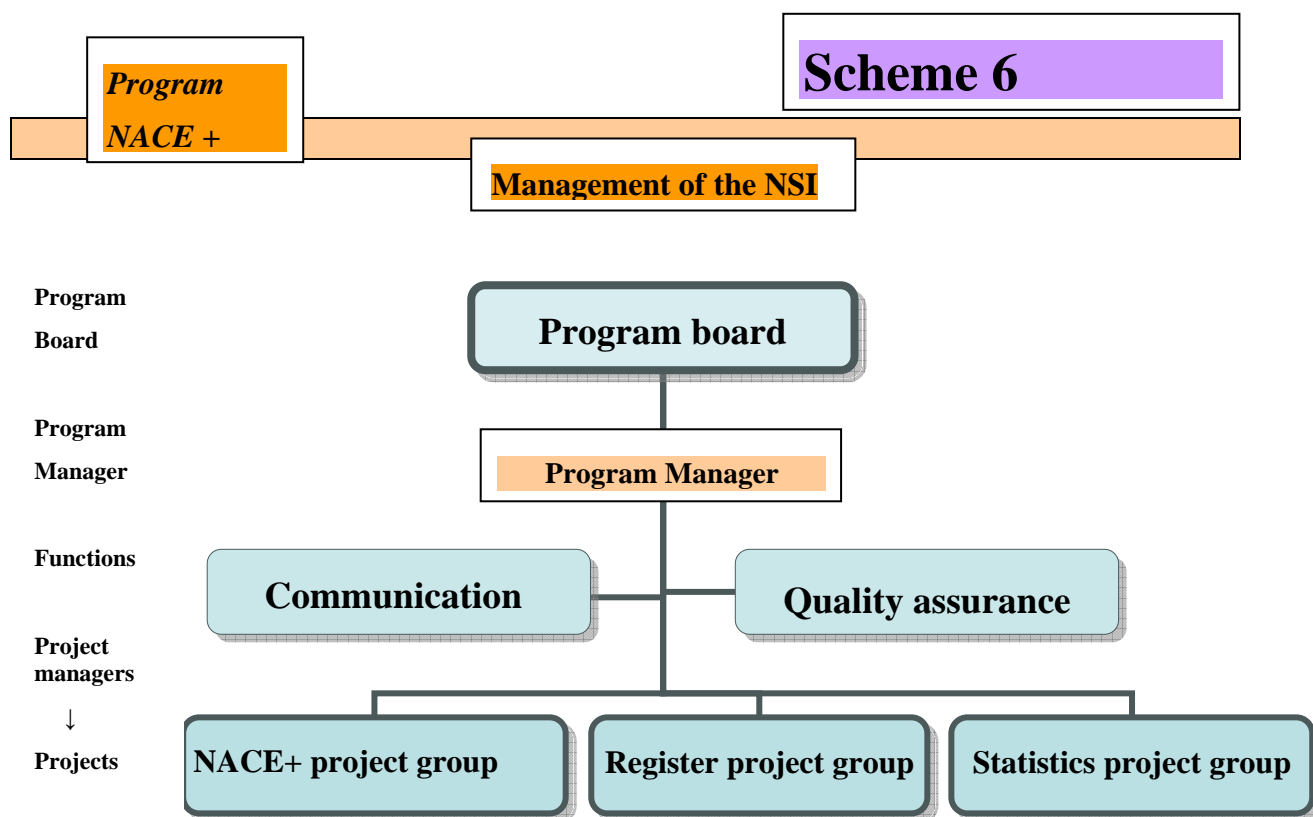 Program
NACE +
Scheme 6
Management of the NSI
Program
Board
Program board
Program
Manager
Program Manager
Functions
Communication
Quality assurance
Project
managers
↓
Projects
NACE+ project group
Register project group
Statistics project group